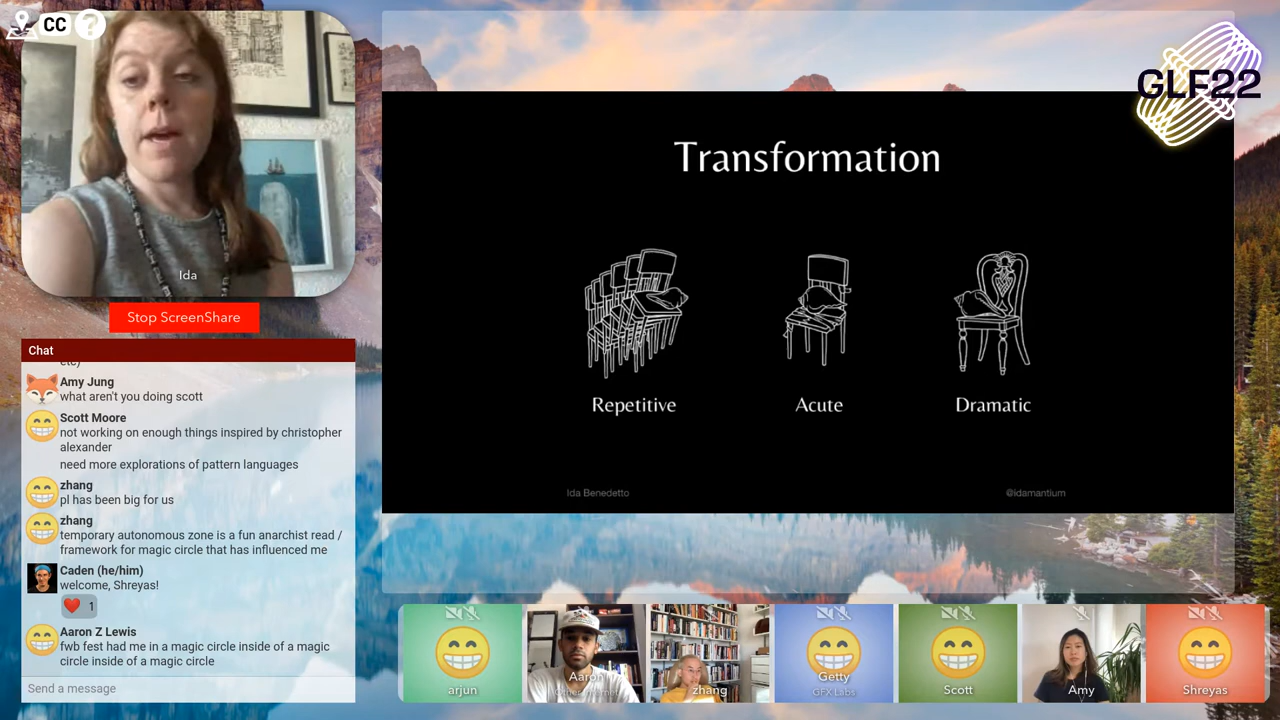 CC
?
Ida
Stop ScreenShare
Chat
etc)
Amy Jung
what aren't you doing scott
Scott Moore
not working on enough things inspired by christopher
alexander
need more explorations of pattern languages
zhang
pl has been big for us
zhang
temporary autonomous zone is a fun anarchist read /
framework for magic circle that has influenced me
Caden (he/him)
welcome, Shreyas!
1
Aaron Z Lewis
fwb fest had me in a magic circle inside of a magic
circle inside of a magic circle
Send a message
GLF22
Transformation
Repetitive
Acute
Dramatic
Ida Benedetto
@idamantium
arjun
Aaron
Other Internet
zhang
Getty
GFX Labs
Scott
Amy
Shreyas